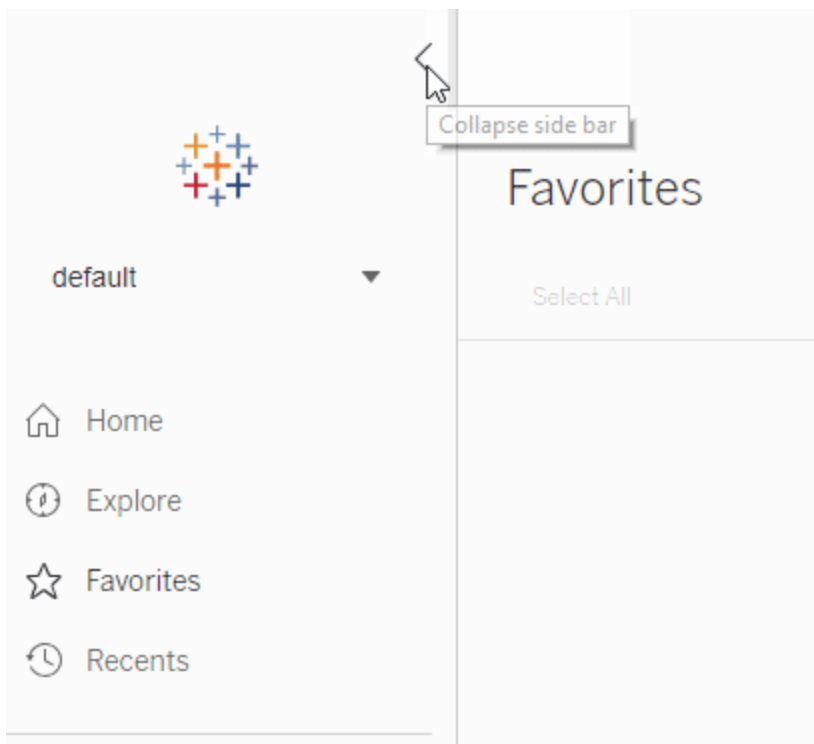 Collapse side bar
default
Home
Explore
Favorites
Recents
Favorites
Select All